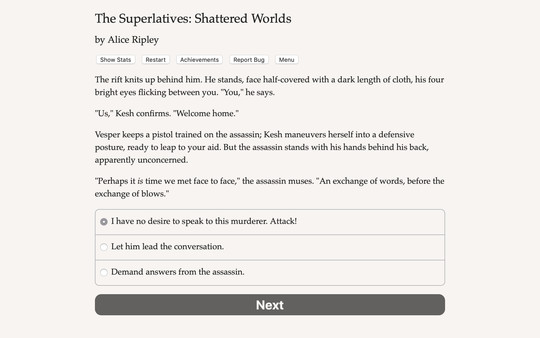 The Superlatives: Shattered Worlds
by Alice Ripley
Show Stats Restart Achievements Report Bug Menu
The rift knits up behind him. He stands, face half-covered with a dark length of cloth, his four
bright eyes flicking between you. "You," he says.
"Us," Kesh confirms. "Welcome home."
Vesper keeps a pistol trained on the assassin; Kesh maneuvers herself into a defensive
posture, ready to leap to your aid. But the assassin stands with his hands behind his back,
apparently unconcerned.
"Perhaps it is time we met face to face," the assassin muses. "An exchange of words, before the
exchange of blows."
I have no desire to speak to this murderer. Attack!
Let him lead the conversation.
Demand answers from the assassin.
Next